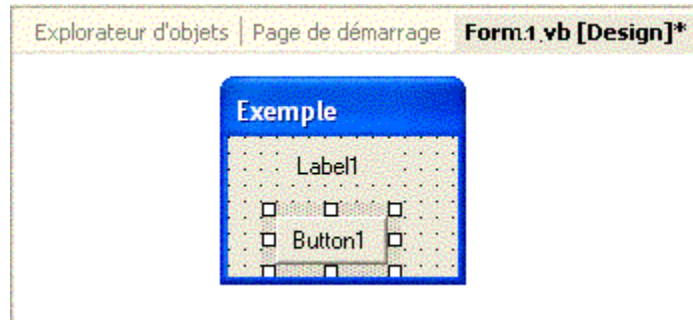 Explorateur d'objets | Page de démarrage Form1.vb [Design]*
Exemple
Label1
Button1